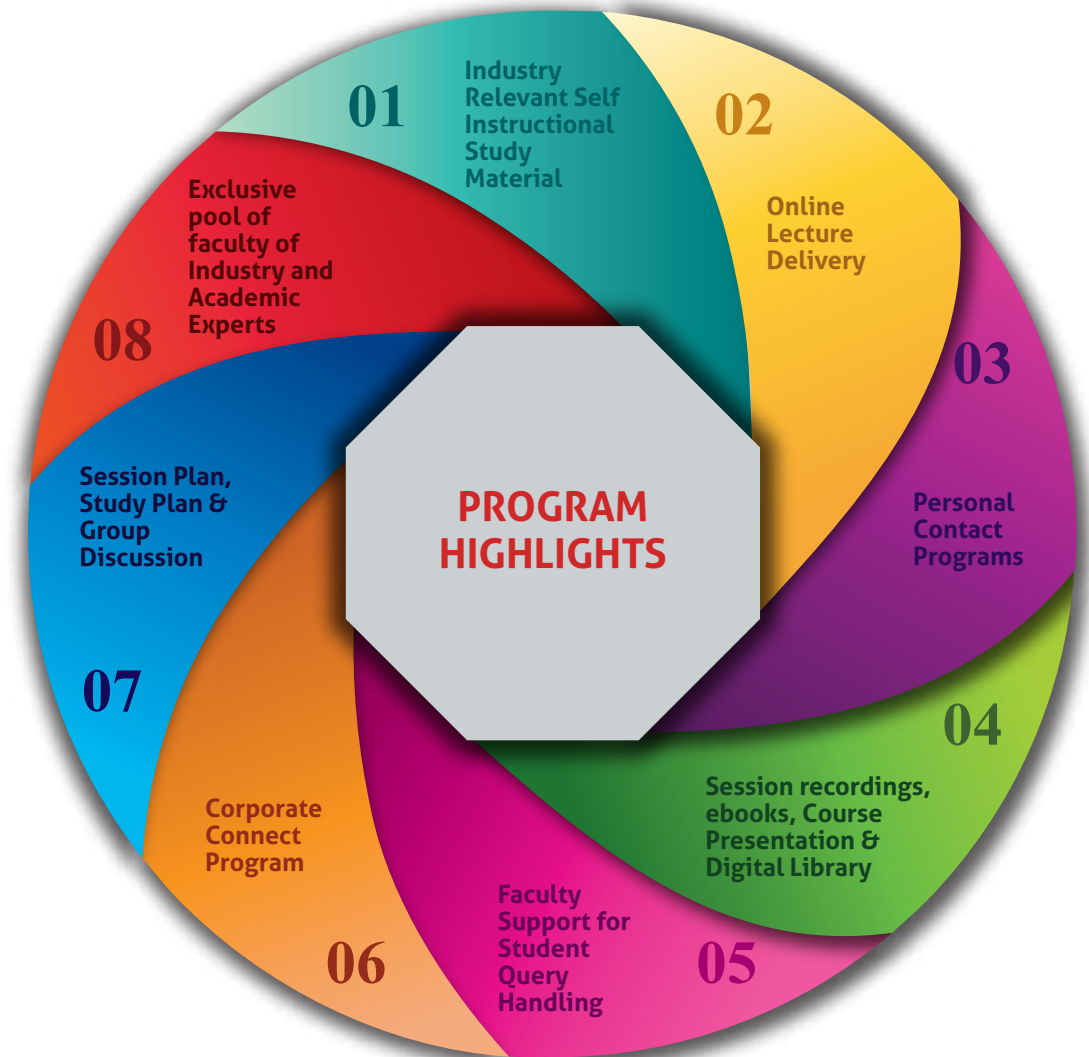 PROGRAM
HIGHLIGHTS
01
Industry
Relevant Self
Instructional
Study
Material
02
Online
Lecture
Delivery
03
Personal
Contact
Programs
04
Session recordings,
ebooks, Course
Presentation &
Digital Library
05
Faculty
Support for
Student
Query
Handling
06
Corporate
Connect
Program
07
Session Plan,
Study Plan &
Group
Discussion
08
Exclusive
pool of
faculty of
Industry and
Academic
Experts